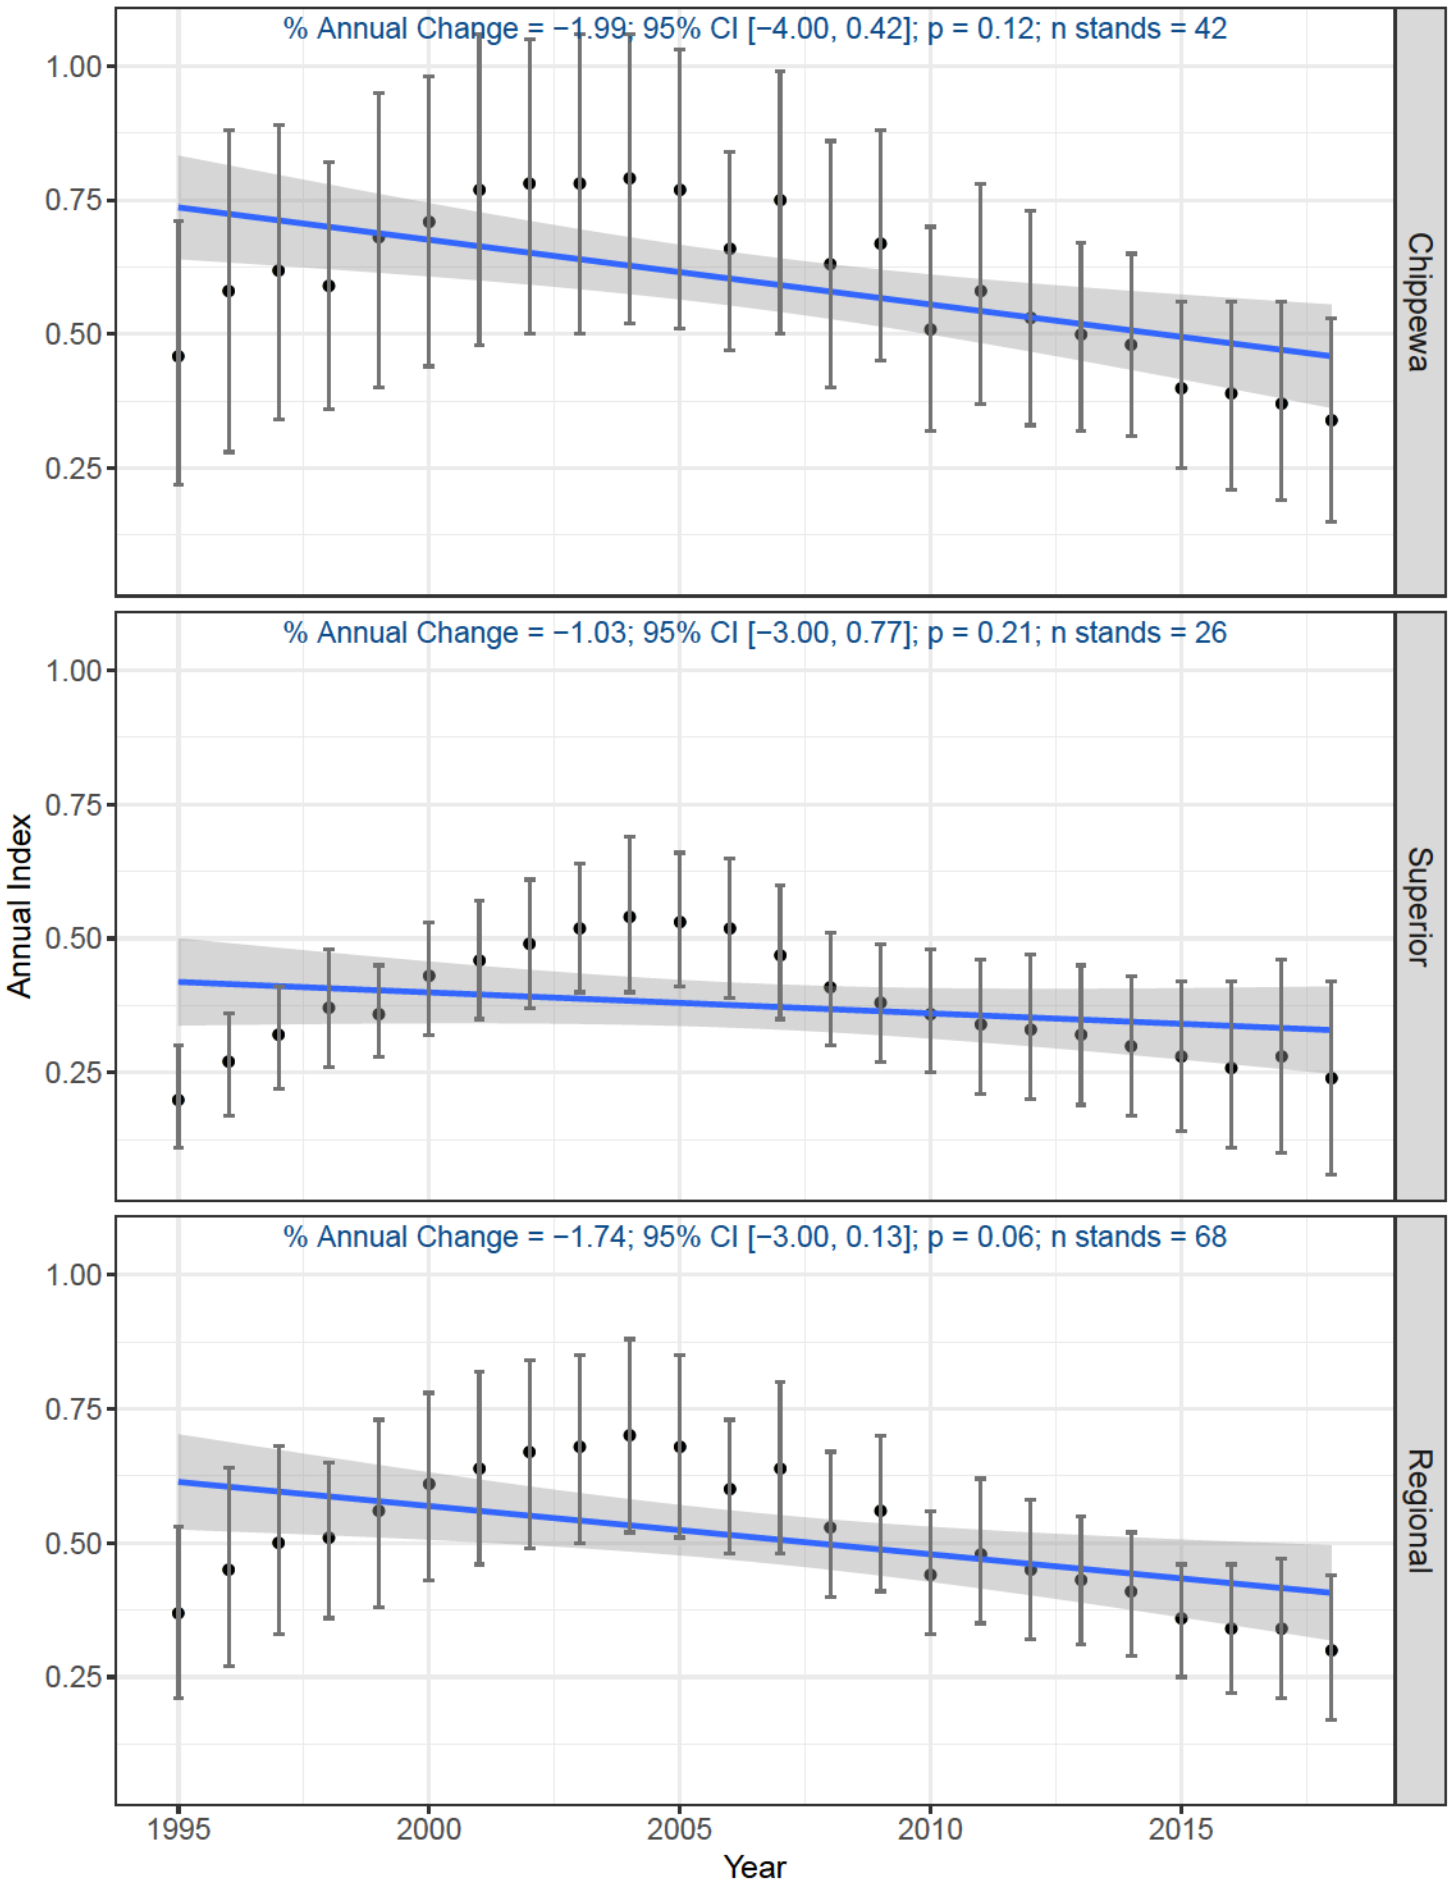 % Annual Change = −1.99; 95% CI [−4.00, 0.42]; p = 0.12; n stands = 42
1.00
0.75
0.50
0.25
Chippewa
% Annual Change = −1.03; 95% CI [−3.00, 0.77]; p = 0.21; n stands = 26
1.00
0.75
0.50
0.25
Superior
Annual Index
% Annual Change = −1.74; 95% CI [−3.00, 0.13]; p = 0.06; n stands = 68
1.00
0.75
0.50
0.25
Regional
1995 2000 2005 2010 2015
Year